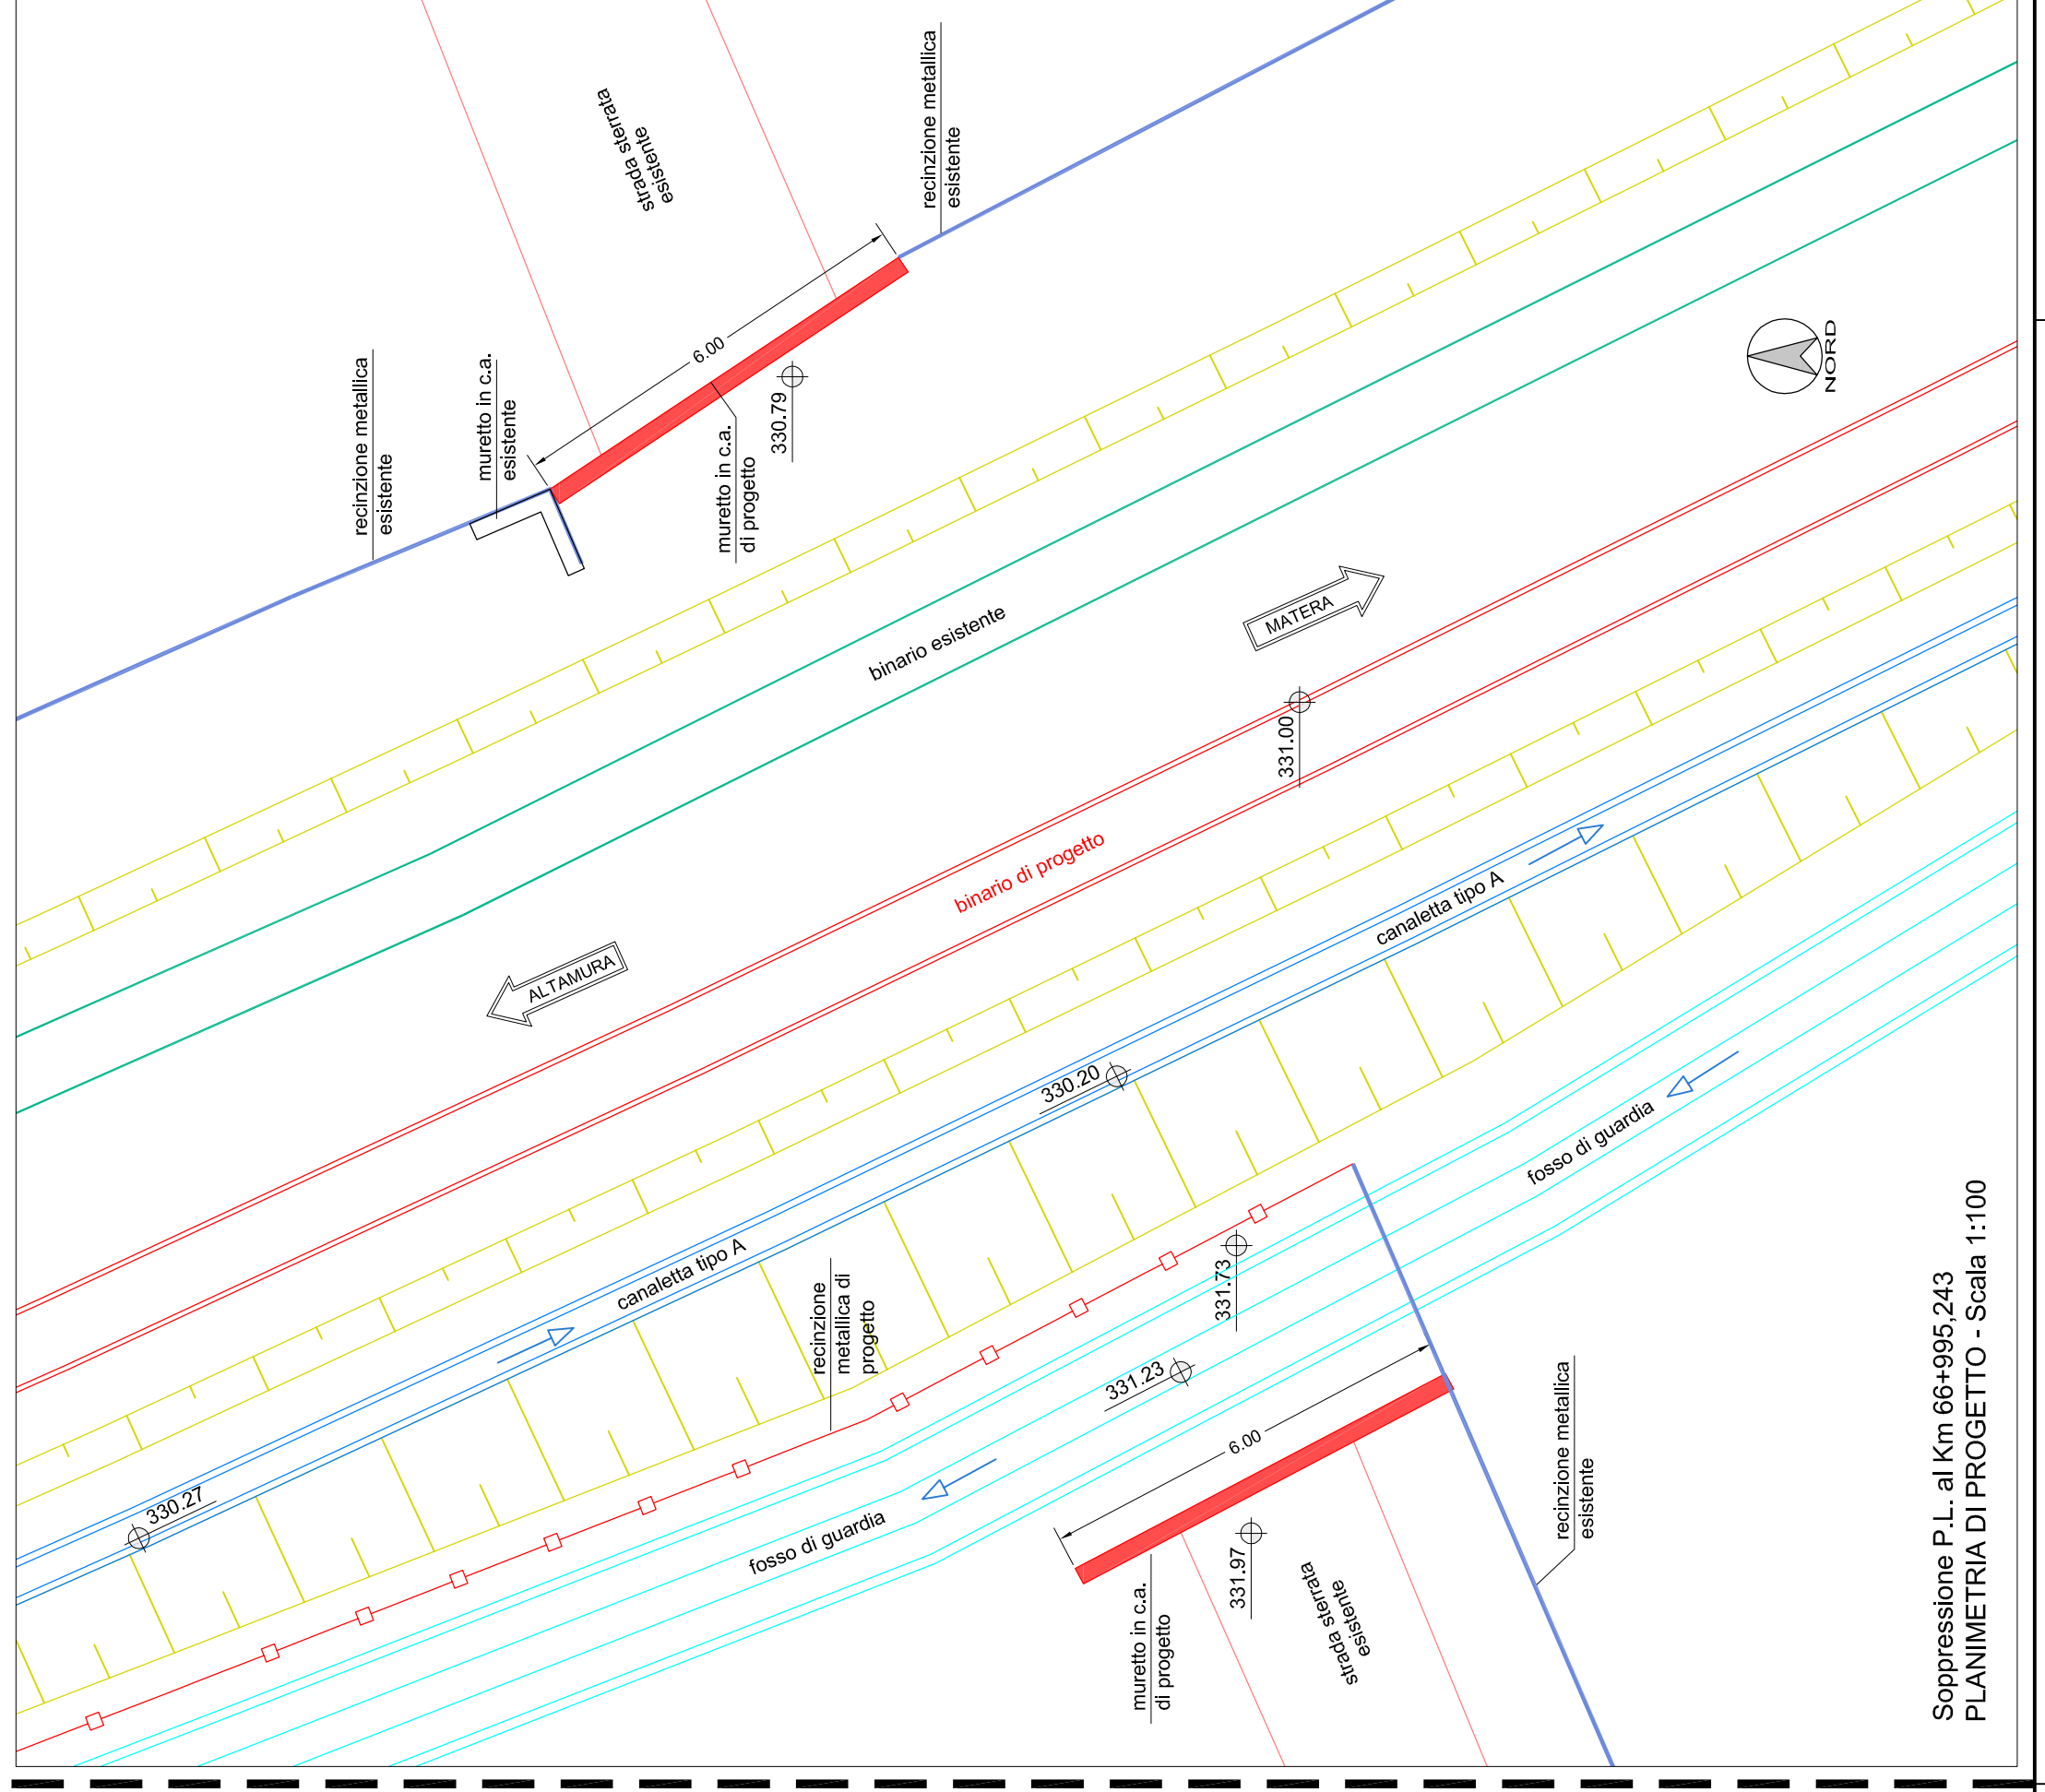 strada sterrata
esistente
recinzione metallica
esistente
recinzione metallica
esistente
muretto in c.a.
esistente
6.00
muretto in c.a.
di progetto
330.79
NORD
binario esistente
MATERA
331.00
binario di progetto
ALTAMURA
canaletta tipo A
330.20
fosso di guardia
canaletta tipo A
recinzione
metallica di
progetto
331.73
331.23
6.00
330.27
fosso di guardia
muretto in c.a.
di progetto
331.97
strada sterrata
esistente
recinzione metallica
esistente
Soppressione P.L. al Km 66+995,243
PLANIMETRIA DI PROGETTO - Scala 1:100